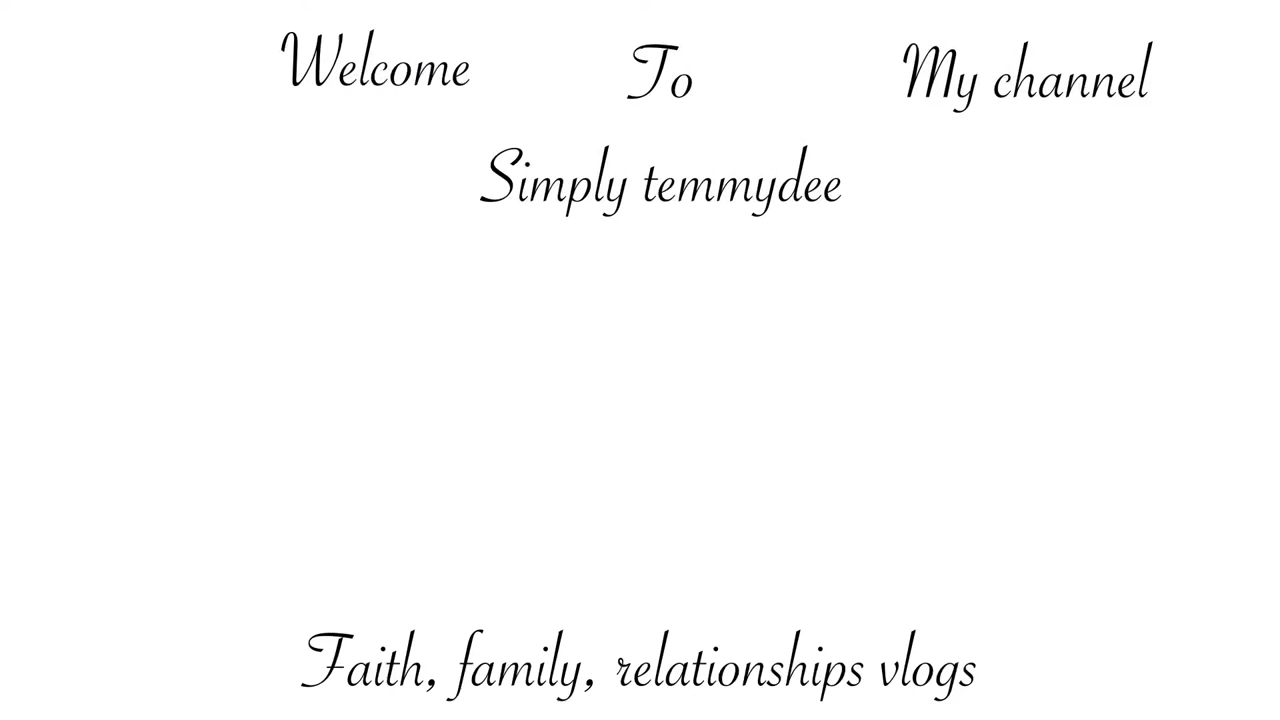 Welcome To My channel
Simply temmydee
Faith, family, relationships vlogs